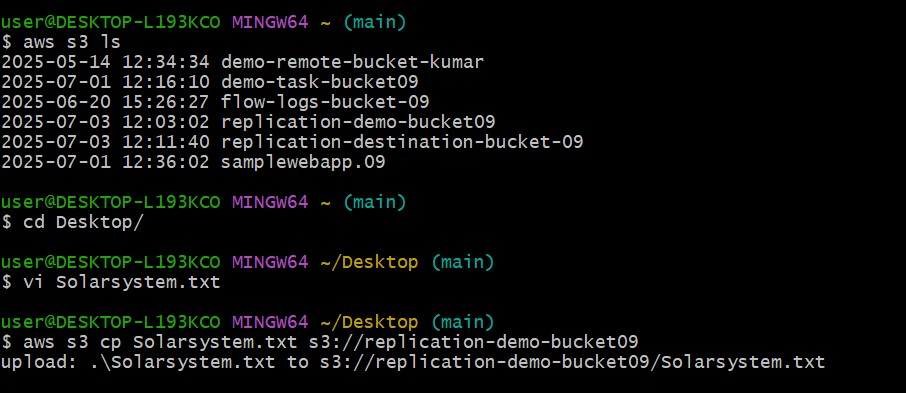 user@DESKTOP-L193KCO MINGW64 ~ (main)
$ aws s3 ls
2025-05-14 12:34:34 demo-remote-bucket-kumar
2025-07-01 12:16:10 demo-task-bucket09
2025-06-20 15:26:27 flow-logs-bucket-09
2025-07-03 12:03:02 replication-demo-bucket09
2025-07-03 12:11:40 replication-destination-bucket-09
2025-07-01 12:36:02 samplewebapp.09
user@DESKTOP-L193KCO MINGW64 ~ (main)
$ cd Desktop/
user@DESKTOP-L193KCO MINGW64 ~/Desktop (main)
$ vi Solarsystem.txt
user@DESKTOP-L193KCO MINGW64 ~/Desktop (main)
$ aws s3 cp Solarsystem.txt s3://replication-demo-bucket09
upload: .\Solarsystem.txt to s3://replication-demo-bucket09/Solarsystem.txt